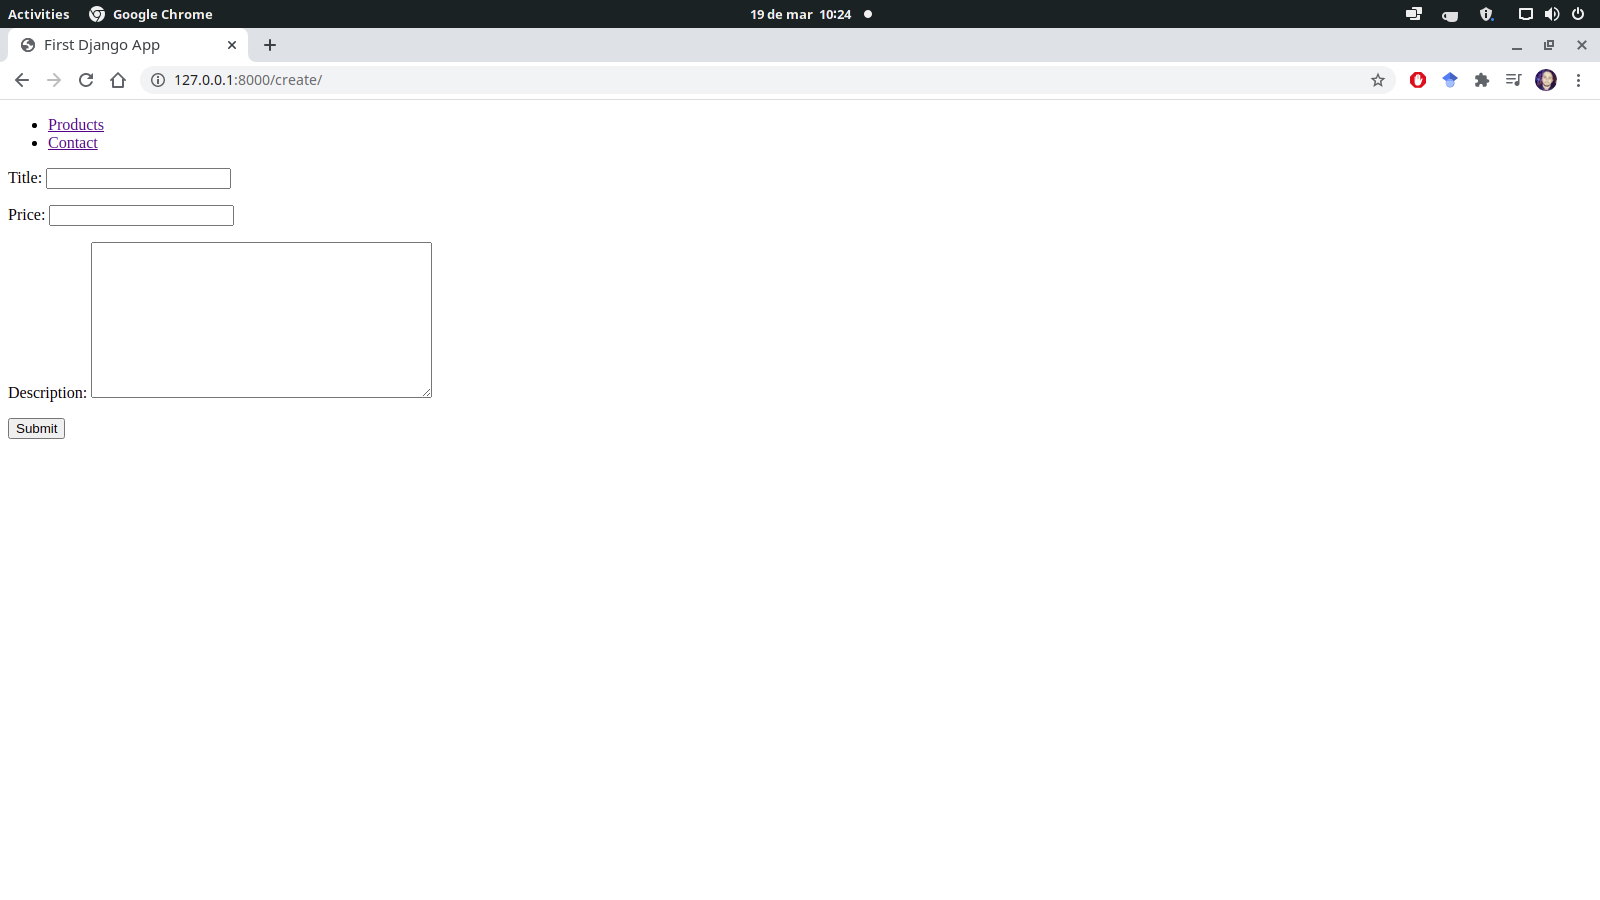 Activities Google Chrome 19 de mar 10:24
First Django App
127.0.0.1:8000/create/
Products
Contact
Title:
Price:
Description:
Submit